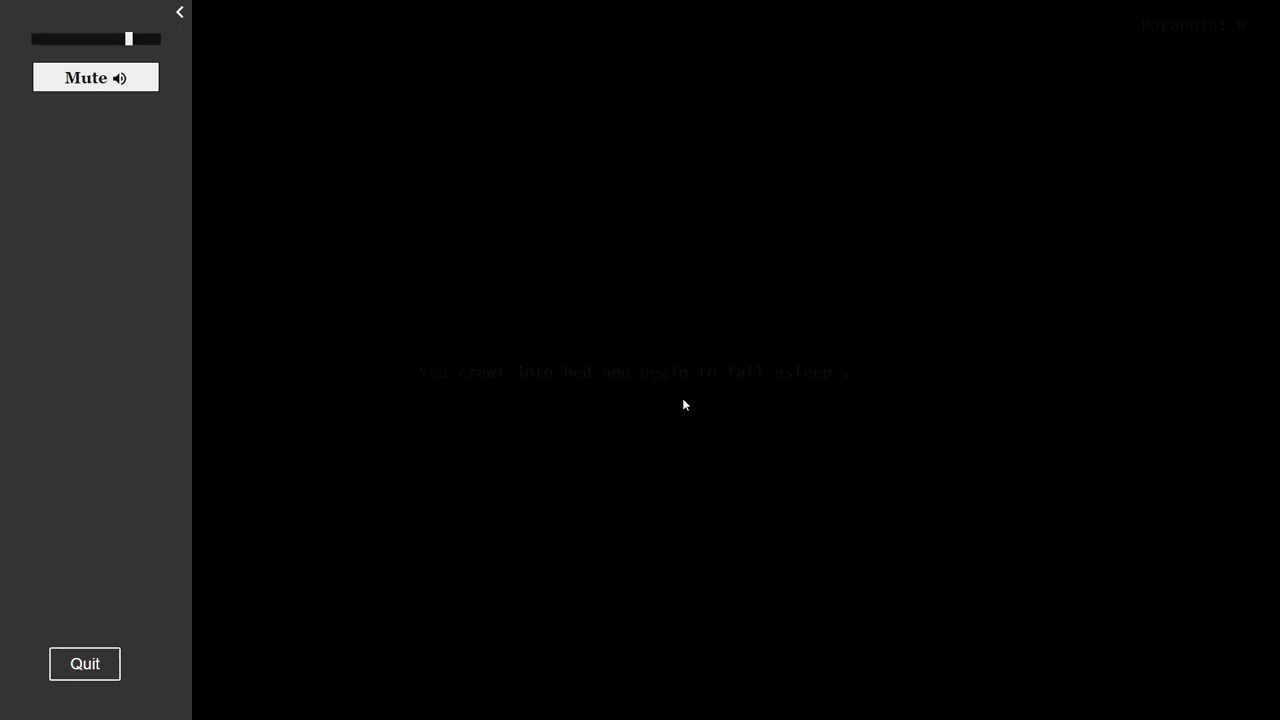 Paranoia: 0
Mute
You crawl into bed and begin to fall asleep...
Quit